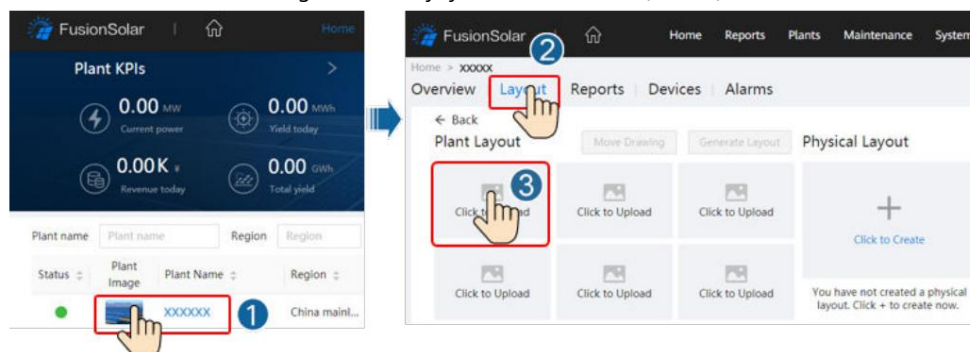 FusionSolar
Home
Plant KPIs
>
0.00 MW
Current power
0.00 MWh
Yield today
0.00K ¥
Revenue today
0.00 GWh
Total yield
Plant name
Plant name
Region
Region
Status
Plant Image
Plant Name
Region
XXXXXX
1
China mainl...
FusionSolar
2
Home Reports Plants Maintenance System
Home > XXXXX
Overview Layout Reports Devices Alarms
← Back
Plant Layout
Move Drawing
Generate Layout
Physical Layout
3
Click to Upload
Click to Upload
Click to Upload
+
Click to Create
Click to Upload
Click to Upload
Click to Upload
You have not created a physical
layout. Click + to create now.